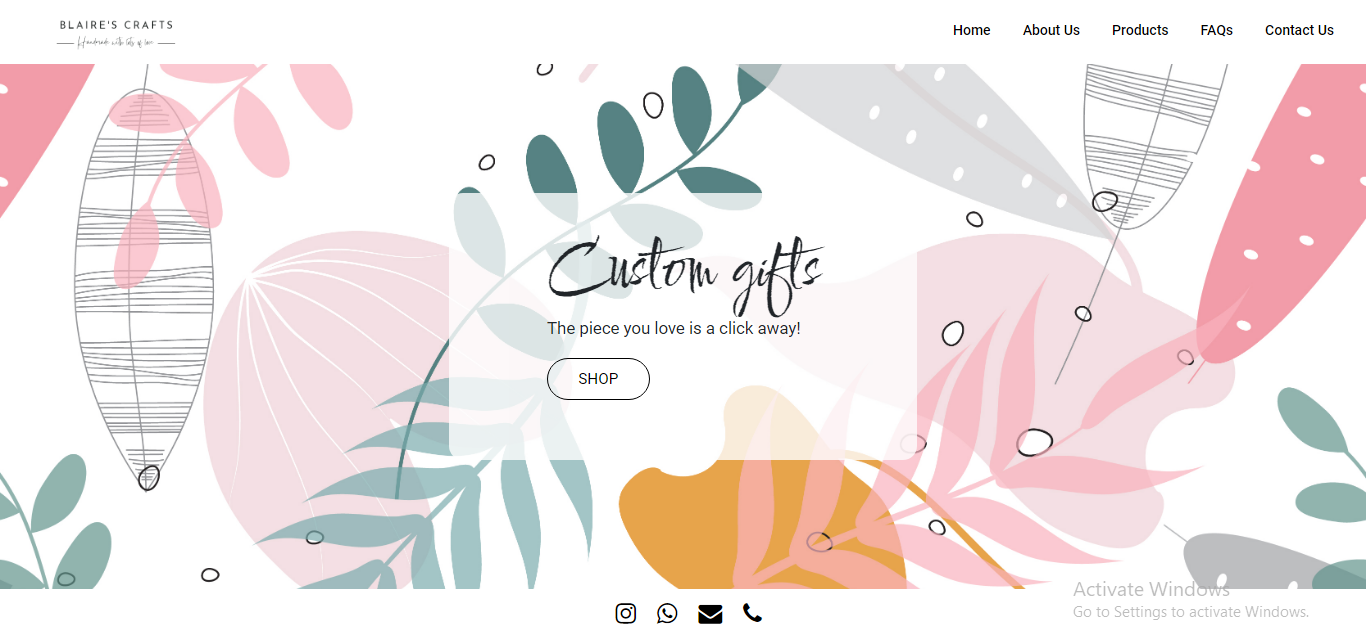 BLAIRE'S CRAFTS
Handmade with lots of love
Home About Us Products FAQs Contact Us
Custom gifts
The piece you love is a click away!
SHOP
Activate Windows
Go to Settings to activate Windows.